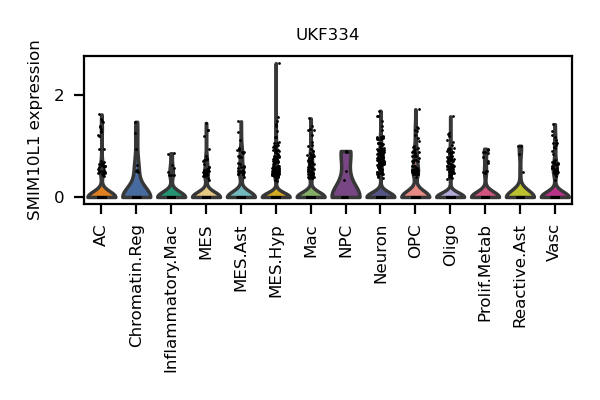 UKF334
SMIM10L1 expression
2
0
AC
Chromatin.Reg
Inflammatory.Mac
MES
MES.Ast
MES.Hyp
Mac
NPC
Neuron
OPC
Oligo
Prolif.Metab
Reactive.Ast
Vasc